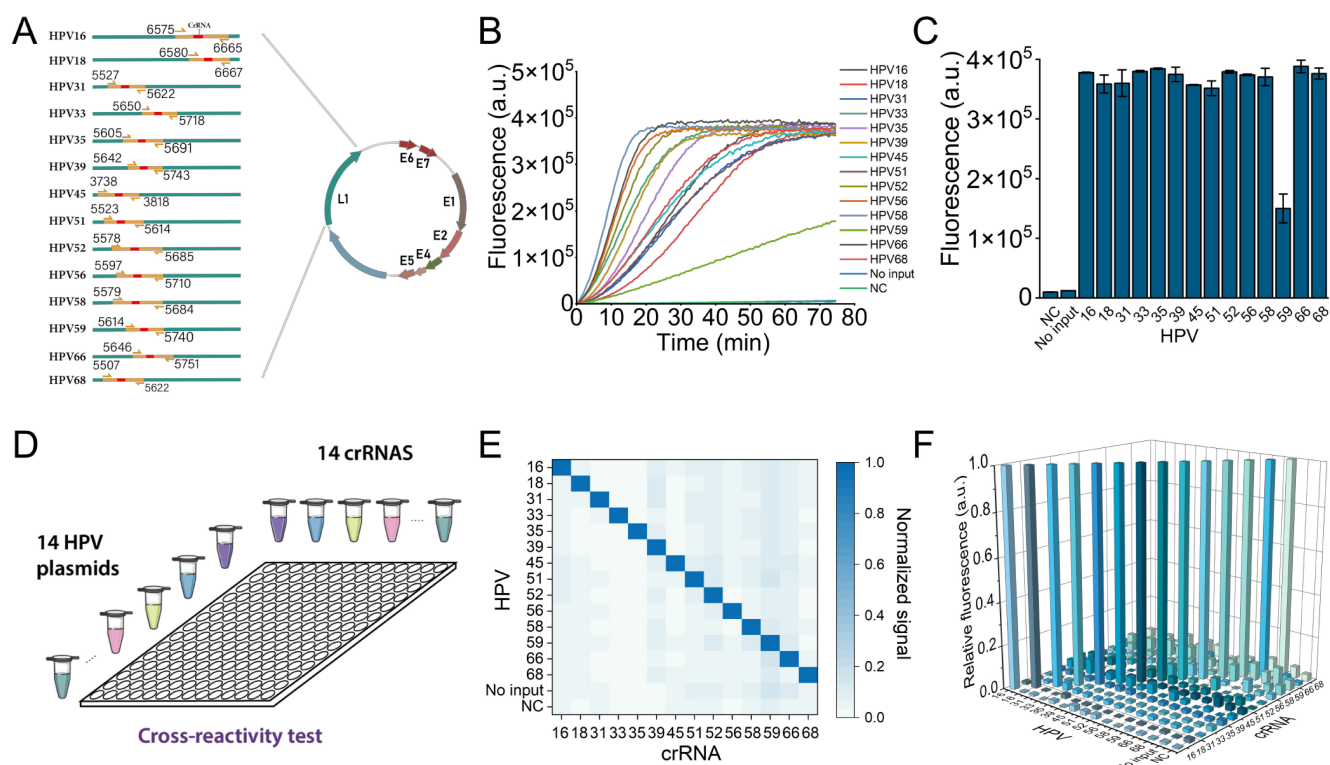 A
HPV16
6575
CrRNA
6665
HPV18
6580
6667
HPV31
5527
5622
HPV33
5650
5718
HPV35
5605
5691
HPV39
5642
5743
HPV45
3738
3818
HPV51
5523
5614
HPV52
5578
5685
HPV56
5597
5710
HPV58
5579
5684
HPV59
5614
5740
HPV66
5646
5751
HPV68
5507
5622
E6
E7
E1
E2
E4
E5
L1
B
Fluorescence (a.u.)
5×10⁵
4×10⁵
3×10⁵
2×10⁵
1×10⁵
0
0 10 20 30 40 50 60 70 80
Time (min)
HPV16
HPV18
HPV31
HPV33
HPV35
HPV39
HPV45
HPV51
HPV52
HPV56
HPV58
HPV59
HPV66
HPV68
No input
NC
C
Fluorescence (a.u.)
4×10⁵
3×10⁵
2×10⁵
1×10⁵
0
NC No input 16 18 31 33 35 39 45 51 52 56 58 59 66 68
HPV
D
14 crRNAS
14 HPV
plasmids
Cross-reactivity test
E
HPV
16
18
31
33
35
39
45
51
52
56
58
59
66
68
No input
NC
16 18 31 33 35 39 45 51 52 56 58 59 66 68
crRNA
1.0
0.8
0.6
0.4
0.2
0.0
Normalized signal
F
Relative fluorescence (a.u.)
1.0
0.8
0.6
0.4
0.2
0.0
HPV
NC
16 18 31 33 35 39 45 51 52 56 58 59 66 68
crRNA